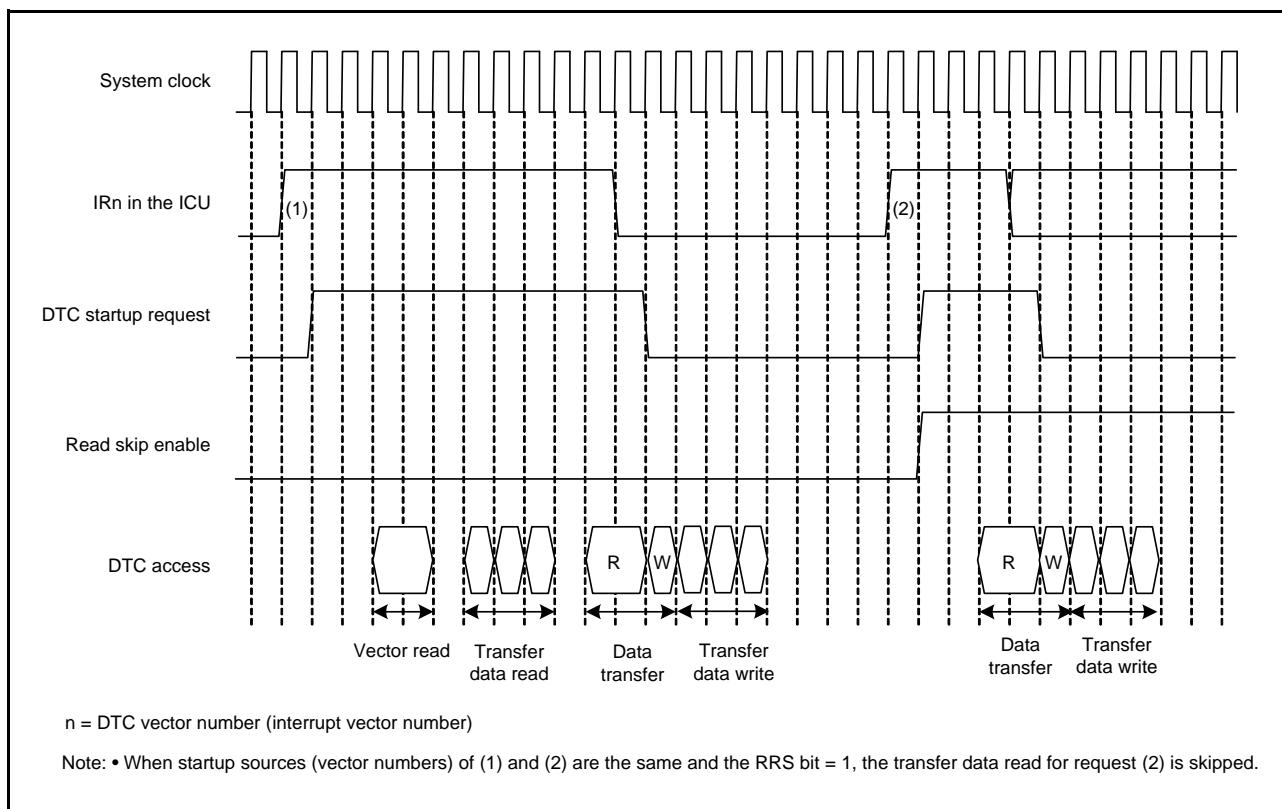 System clock
IRn in the ICU
(1)
(2)
DTC startup request
Read skip enable
DTC access
R
W
R
W
Vector read
Transfer
data read
Data
transfer
Transfer
data write
Data
transfer
Transfer
data write
n = DTC vector number (interrupt vector number)
Note: • When startup sources (vector numbers) of (1) and (2) are the same and the RRS bit = 1, the transfer data read for request (2) is skipped.